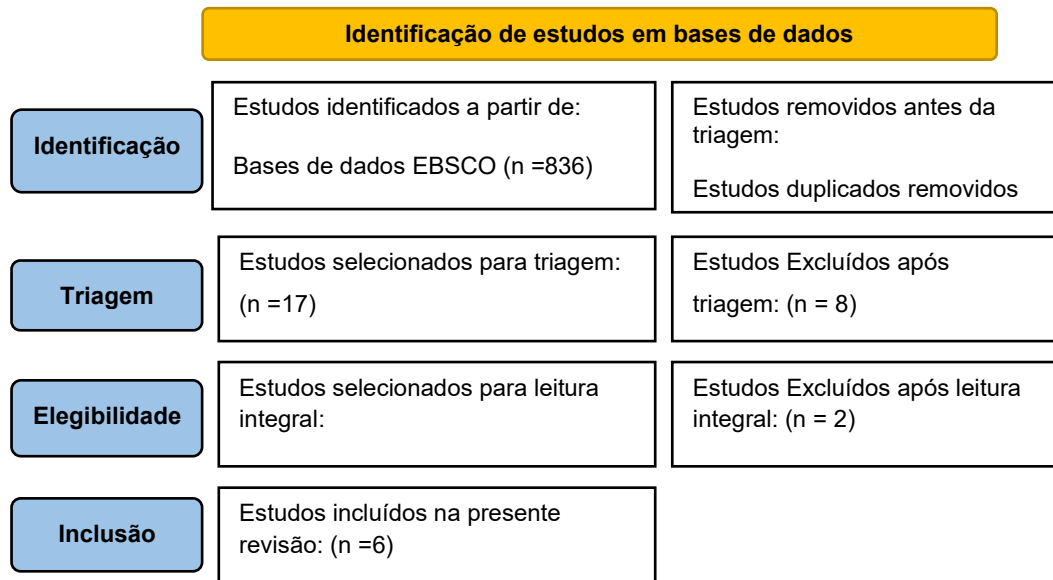 Identificação de estudos em bases de dados
Identificação
Estudos identificados a partir de:
Bases de dados EBSCO (n =836)
Estudos removidos antes da
triagem:
Estudos duplicados removidos
Triagem
Estudos selecionados para triagem:
(n =17)
Estudos Excluídos após
triagem: (n = 8)
Elegibilidade
Estudos selecionados para leitura
integral:
Estudos Excluídos após leitura
integral: (n = 2)
Inclusão
Estudos incluídos na presente
revisão: (n =6)